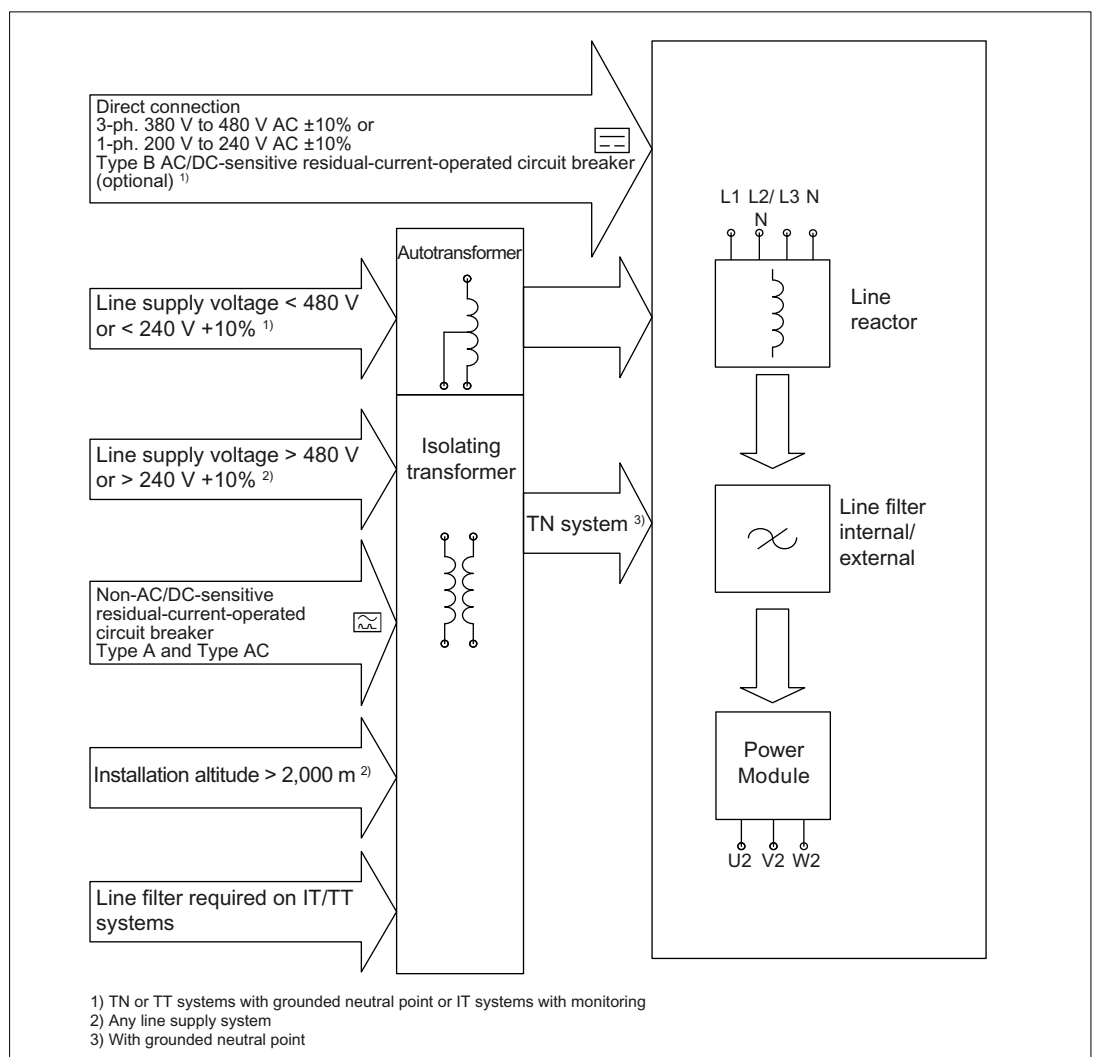 Direct connection
3-ph. 380 V to 480 V AC ±10% or
1-ph. 200 V to 240 V AC ±10%
Type B AC/DC-sensitive residual-current-operated circuit breaker
(optional) 1)
Autotransformer
Line supply voltage < 480 V
or < 240 V +10% 1)
L1 L2/ L3 N
N
Line
reactor
Line supply voltage > 480 V
or > 240 V +10% 2)
Isolating
transformer
TN system 3)
Line filter
internal/
external
Non-AC/DC-sensitive
residual-current-operated
circuit breaker
Type A and Type AC
Installation altitude > 2,000 m 2)
Power
Module
U2 V2 W2
Line filter required on IT/TT
systems
1) TN or TT systems with grounded neutral point or IT systems with monitoring
2) Any line supply system
3) With grounded neutral point